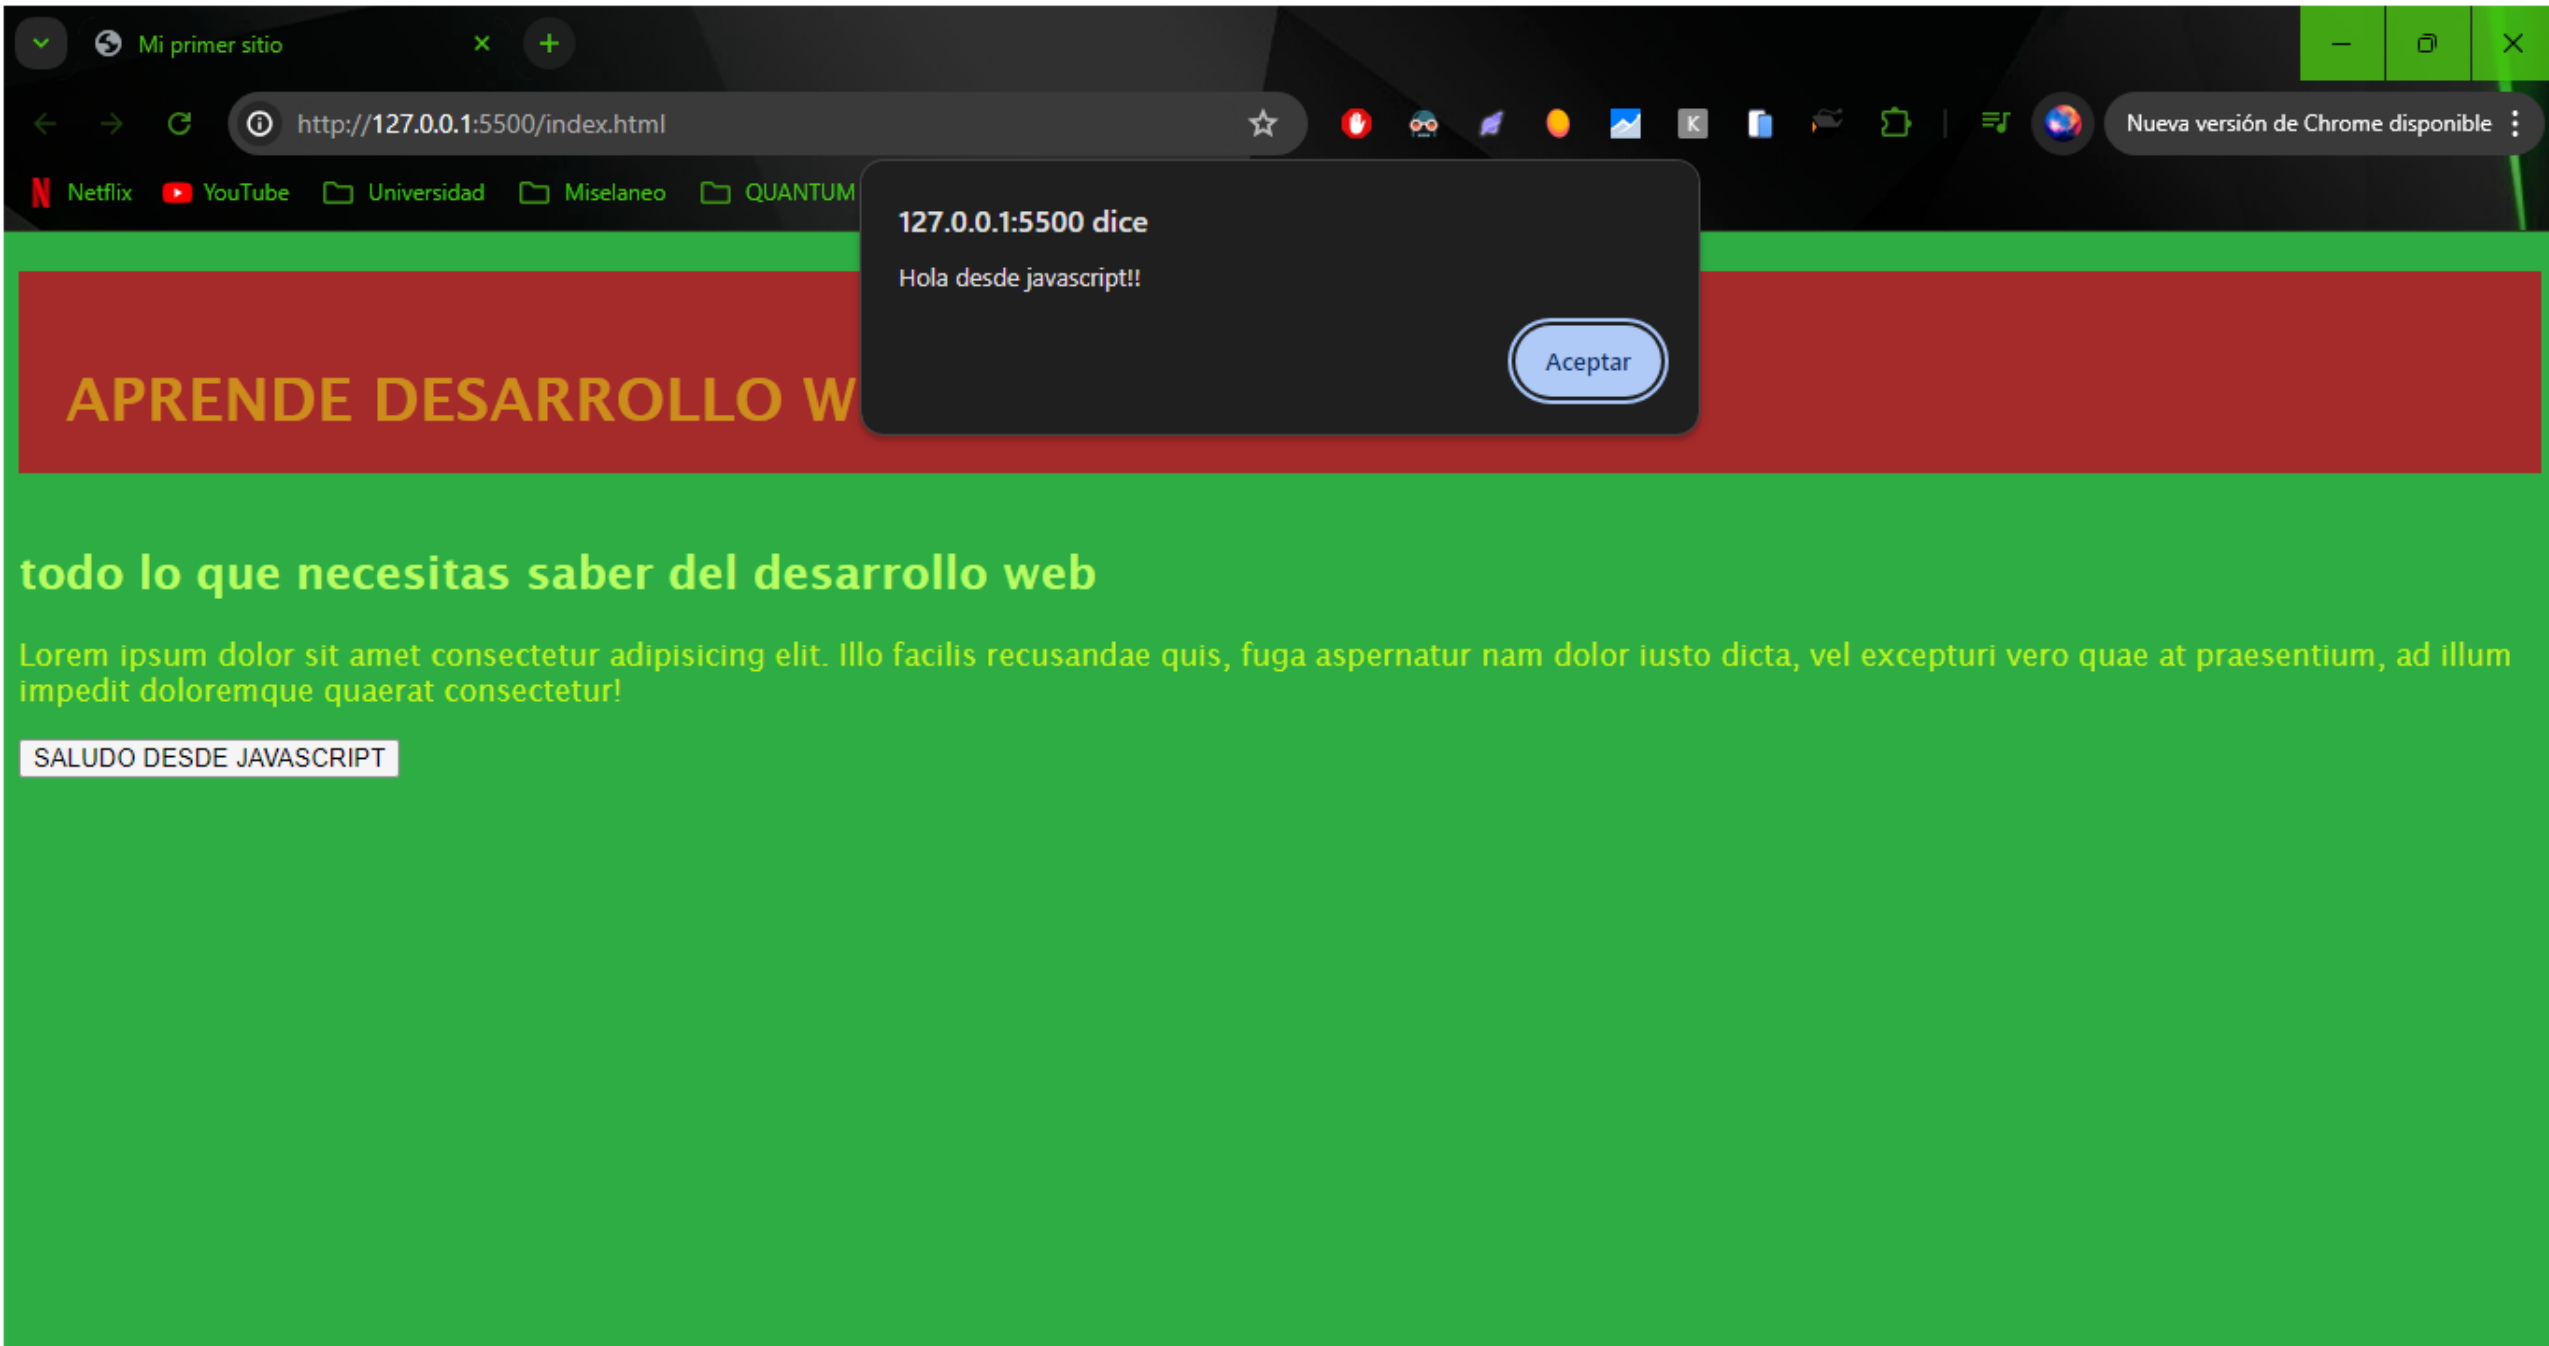 Mi primer sitio
http://127.0.0.1:5500/index.html
K
Nueva versión de Chrome disponible
N Netflix YouTube Universidad Miselaneo QUANTUM
127.0.0.1:5500 dice
Hola desde javascript!!
Aceptar
APRENDE DESARROLLO W
todo lo que necesitas saber del desarrollo web
Lorem ipsum dolor sit amet consectetur adipisicing elit. Illo facilis recusandae quis, fuga aspernatur nam dolor iusto dicta, vel excepturi vero quae at praesentium, ad illum
impedit doloremque quaerat consectetur!
SALUDO DESDE JAVASCRIPT